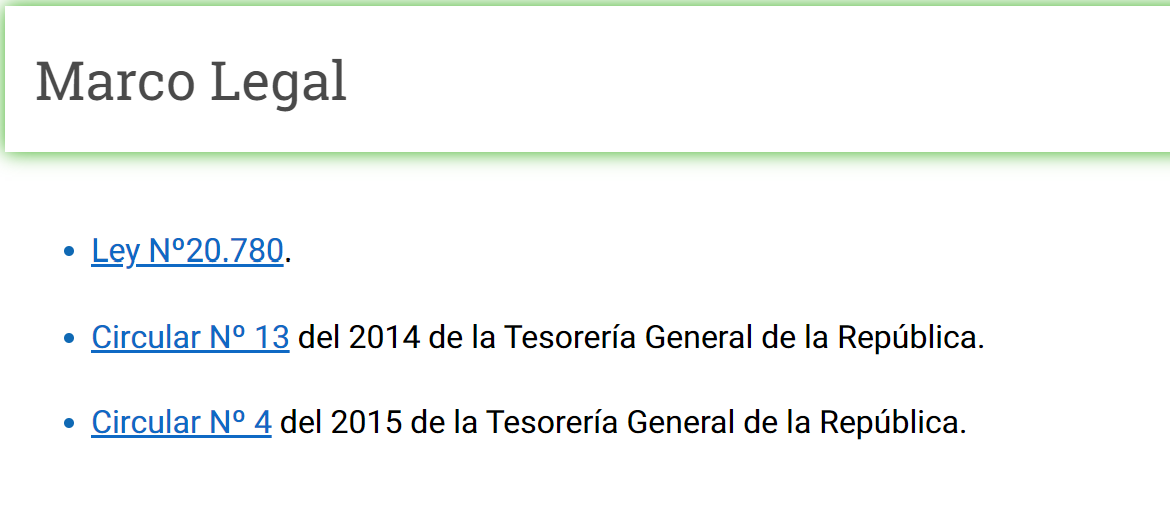 Marco Legal
Ley Nº20.780.
Circular Nº 13 del 2014 de la Tesorería General de la República.
Circular Nº 4 del 2015 de la Tesorería General de la República.